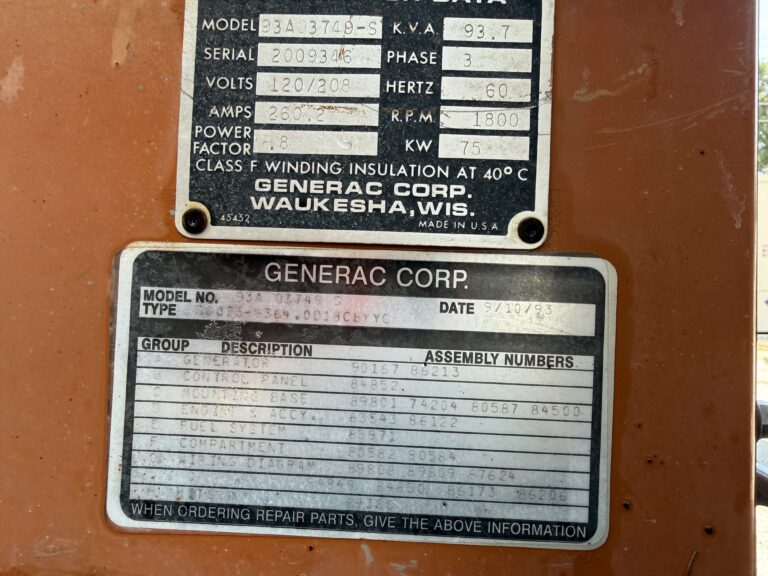 MODEL 93A03749-S K.V.A. 93.7
SERIAL 2009346 PHASE 3
VOLTS 120/208 HERTZ 60
AMPS 260.2 R.P.M. 1800
POWER FACTOR .8 KW 75
CLASS F WINDING INSULATION AT 40°C
GENERAC CORP.
WAUKESHA, WIS.
45452 MADE IN U.S.A.
GENERAC CORP.
MODEL NO. 93A 03749 S
TYPE DATE 9/10/93
GROUP DESCRIPTION ASSEMBLY NUMBERS
A GENERATOR 90167 86213
B CONTROL PANEL 84852
MOUNTING BASE 89801 74204 80587 84500
ENGINE & ACCY. 83843 86122
E FUEL SYSTEM
F COMPARTMENT 80582 80584
WIRING DIAGRAM 89808 89809 87624
86173 86206
WHEN ORDERING REPAIR PARTS, GIVE THE ABOVE INFORMATION